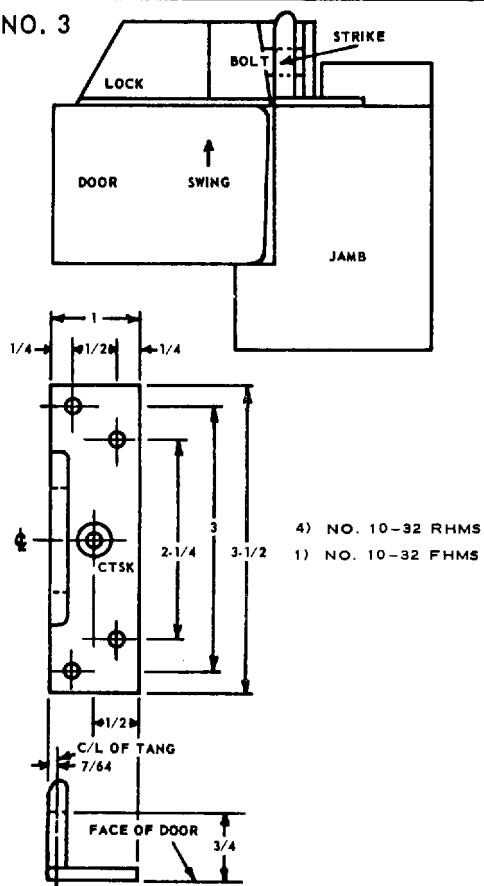 NO. 3
STRIKE
BOLT
LOCK
DOOR SWING
JAMB
1
1/4 1/2 1/4
3
2-1/4 3-1/2
4) NO. 10-32 RHMS
1) NO. 10-32 FHMS
℄
CTSK
1/2
C/L OF TANG
7/64
FACE OF DOOR
3/4